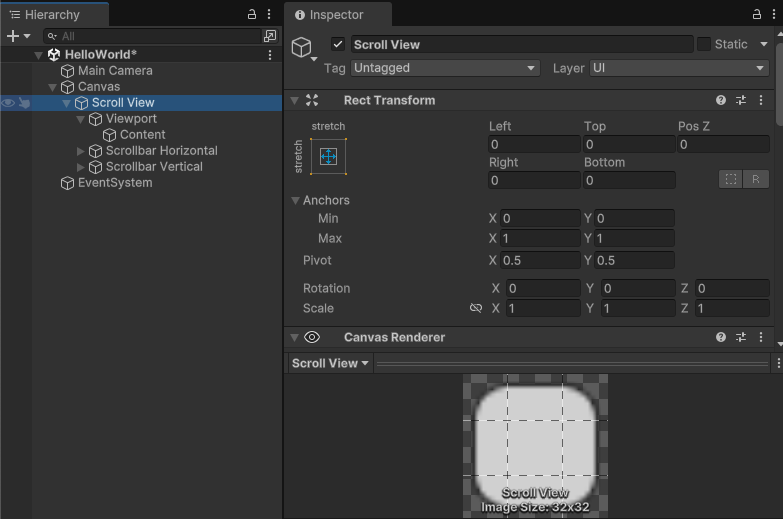 Hierarchy
All
HelloWorld*
Main Camera
Canvas
Scroll View
Viewport
Content
Scrollbar Horizontal
Scrollbar Vertical
EventSystem
Inspector
Scroll View
Static
Tag Untagged Layer UI
Rect Transform
stretch
stretch
Left Top Pos Z
0 0 0
Right Bottom
0 0
R
Anchors
Min X 0 Y 0
Max X 1 Y 1
Pivot X 0.5 Y 0.5
Rotation X 0 Y 0 Z 0
Scale X 1 Y 1 Z 1
Canvas Renderer
Scroll View
Scroll View
Image Size: 32x32